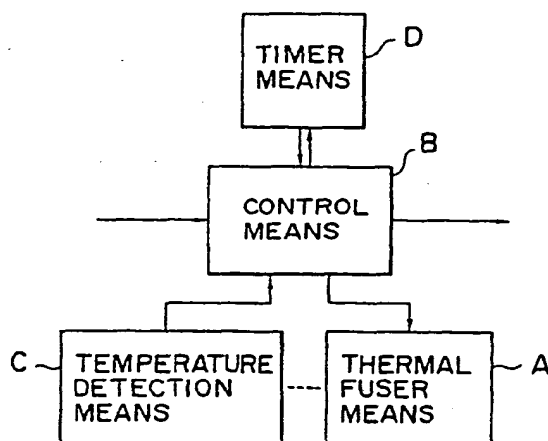 D
TIMER
MEANS
B
CONTROL
MEANS
C
TEMPERATURE
DETECTION
MEANS
THERMAL
FUSER
MEANS
A